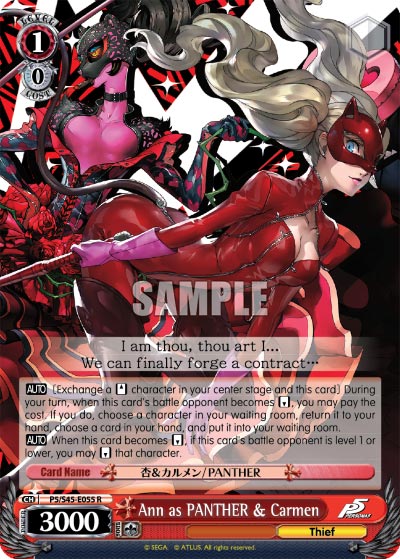 LEVEL
1
0
COST
SAMPLE
I am thou, thou art I...
We can finally forge a contract…
AUTO [Exchange a character in your center stage and this card] During
your turn, when this card's battle opponent becomes , you may pay the
cost. If you do, choose a character in your waiting room, return it to your
hand, choose a card in your hand, and put it into your waiting room.
AUTO When this card becomes , if this card's battle opponent is level 1 or
lower, you may that character.
Card Name 杏&カルメン/PANTHER
CH P5/S45-E055 R
3000
Ann as PANTHER & Carmen
P5
PERSONA5
Thief
© SEGA. © ATLUS. All rights reserved.